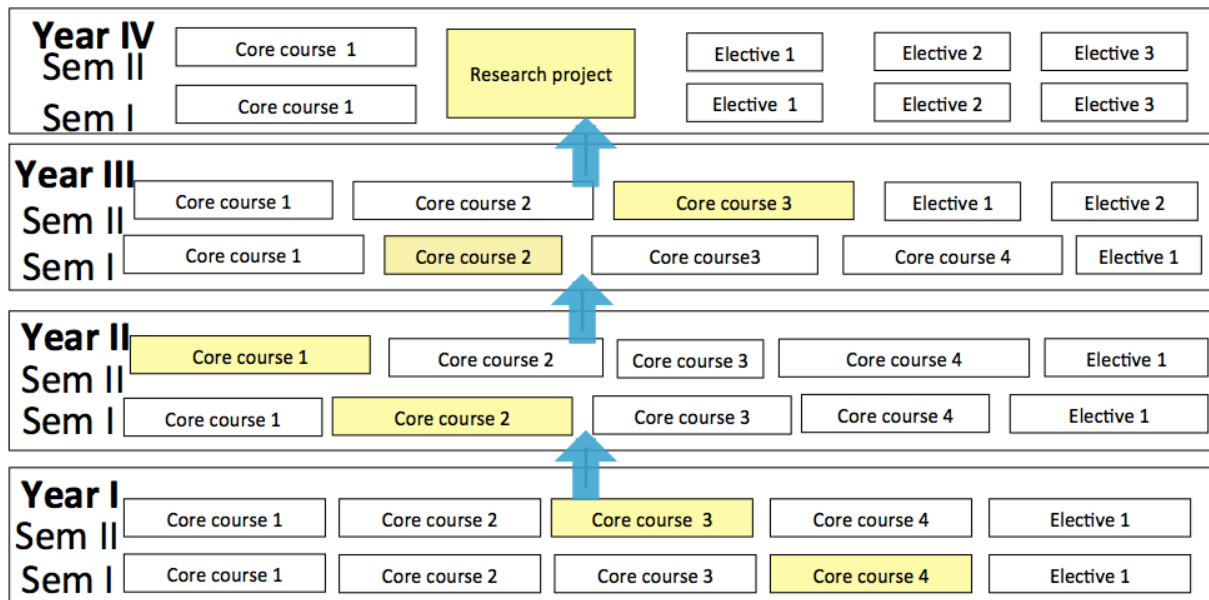 Year IV
Sem II
Core course 1
Research project
Elective 1
Elective 2
Elective 3
Sem I
Core course 1
Elective 1
Elective 2
Elective 3
Year III
Sem II
Core course 1
Core course 2
Core course 3
Elective 1
Elective 2
Sem I
Core course 1
Core course 2
Core course3
Core course 4
Elective 1
Year II
Sem II
Core course 1
Core course 2
Core course 3
Core course 4
Elective 1
Sem I
Core course 1
Core course 2
Core course 3
Core course 4
Elective 1
Year I
Sem II
Core course 1
Core course 2
Core course 3
Core course 4
Elective 1
Sem I
Core course 1
Core course 2
Core course 3
Core course 4
Elective 1